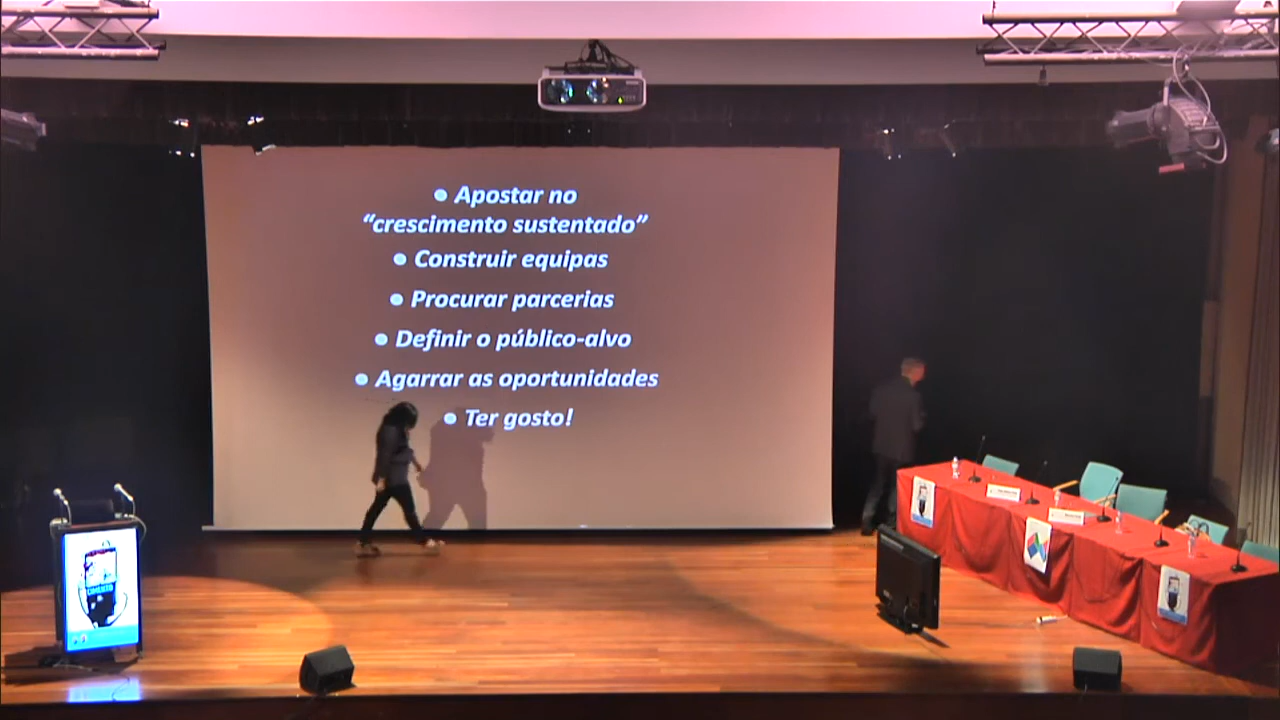 ● Apostar no
“crescimento sustentado”
● Construir equipas
● Procurar parcerias
● Definir o público-alvo
● Agarrar as oportunidades
● Ter gosto!